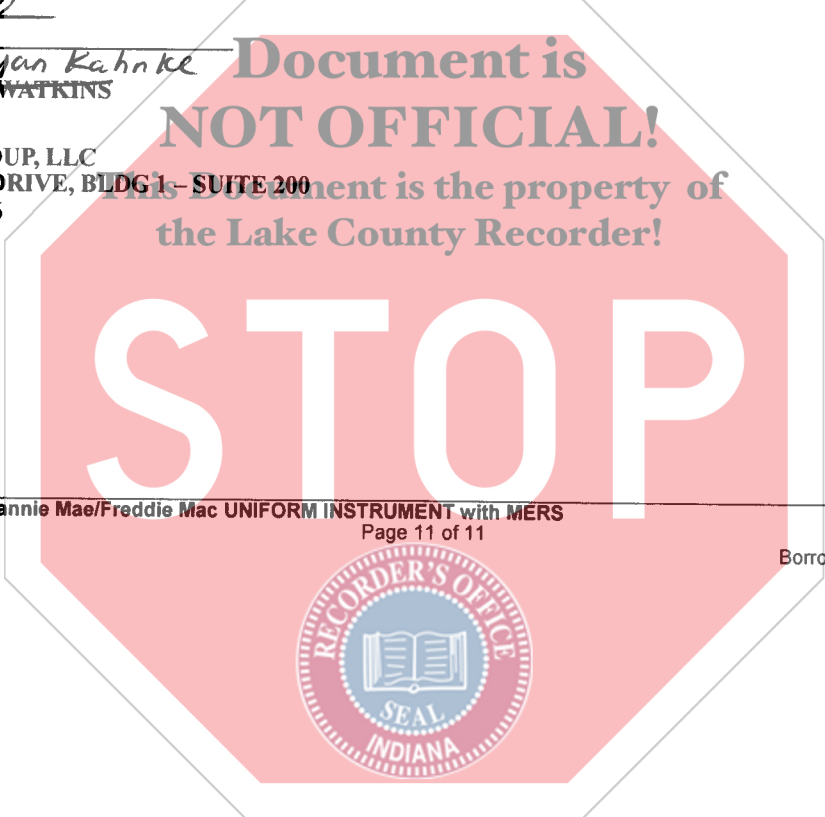 Document is
yan Kahnke
WATKINS
NOT OFFICIAL!
OUP, LLC
DRIVE, BLDG 1 – SUITE 200
This Document is the property of
the Lake County Recorder!
STOP
annie Mae/Freddie Mac UNIFORM INSTRUMENT with MERS
Page 11 of 11
Borro
RECORDER'S OFFICE
SEAL
INDIANA